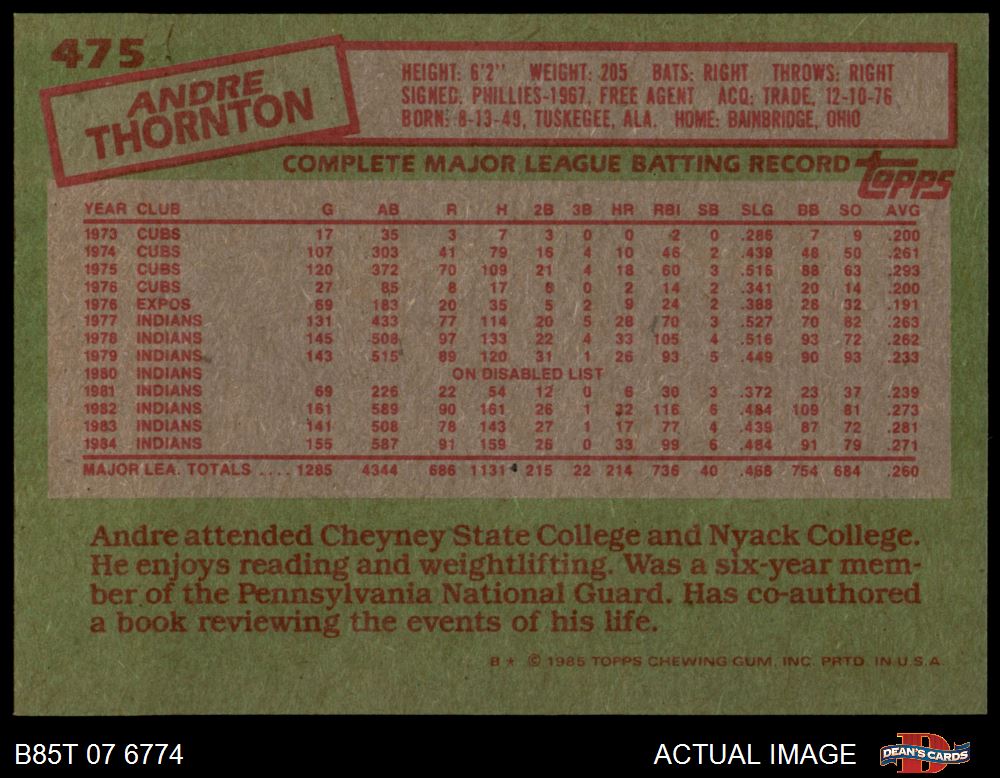 475
ANDRE
THORNTON
HEIGHT: 6'2" WEIGHT: 205 BATS: RIGHT THROWS: RIGHT
SIGNED: PHILLIES-1967, FREE AGENT ACQ: TRADE, 12-10-76
BORN: 8-13-49, TUSKEGEE, ALA. HOME: BAINBRIDGE, OHIO
COMPLETE MAJOR LEAGUE BATTING RECORD topps
YEAR CLUB G AB R H 2B 3B HR RBI SB SLG BB SO AVG
1973 CUBS 17 35 3 7 3 0 0 2 0 .286 7 9 .200
1974 CUBS 107 303 41 79 16 4 10 46 2 .439 48 50 .261
1975 CUBS 120 372 70 109 21 4 18 60 3 .516 88 63 .293
1976 CUBS 27 85 8 17 6 0 2 14 2 .341 20 14 .200
1976 EXPOS 69 183 20 35 5 2 9 24 2 .388 28 32 .191
1977 INDIANS 131 433 77 114 20 5 28 70 3 .527 70 82 .263
1978 INDIANS 145 508 97 133 22 4 33 105 4 .516 93 72 .262
1979 INDIANS 143 515 89 120 31 1 26 93 5 .449 90 93 .233
1980 INDIANS ON DISABLED LIST
1981 INDIANS 69 226 22 54 12 0 6 30 3 .372 23 37 .239
1982 INDIANS 161 589 90 161 26 1 32 116 6 .484 109 81 .273
1983 INDIANS 141 508 78 143 27 1 17 77 4 .439 87 72 .281
1984 INDIANS 155 587 91 159 26 0 33 99 6 .484 91 79 .271
MAJOR LEA. TOTALS .... 1285 4344 686 1131 215 22 214 736 40 .468 754 684 .260
Andre attended Cheyney State College and Nyack College.
He enjoys reading and weightlifting. Was a six-year mem-
ber of the Pennsylvania National Guard. Has co-authored
a book reviewing the events of his life.
B* © 1985 TOPPS CHEWING GUM, INC. PRTD. IN U.S.A.
B85T 07 6774
ACTUAL IMAGE
DEAN'S CARDS